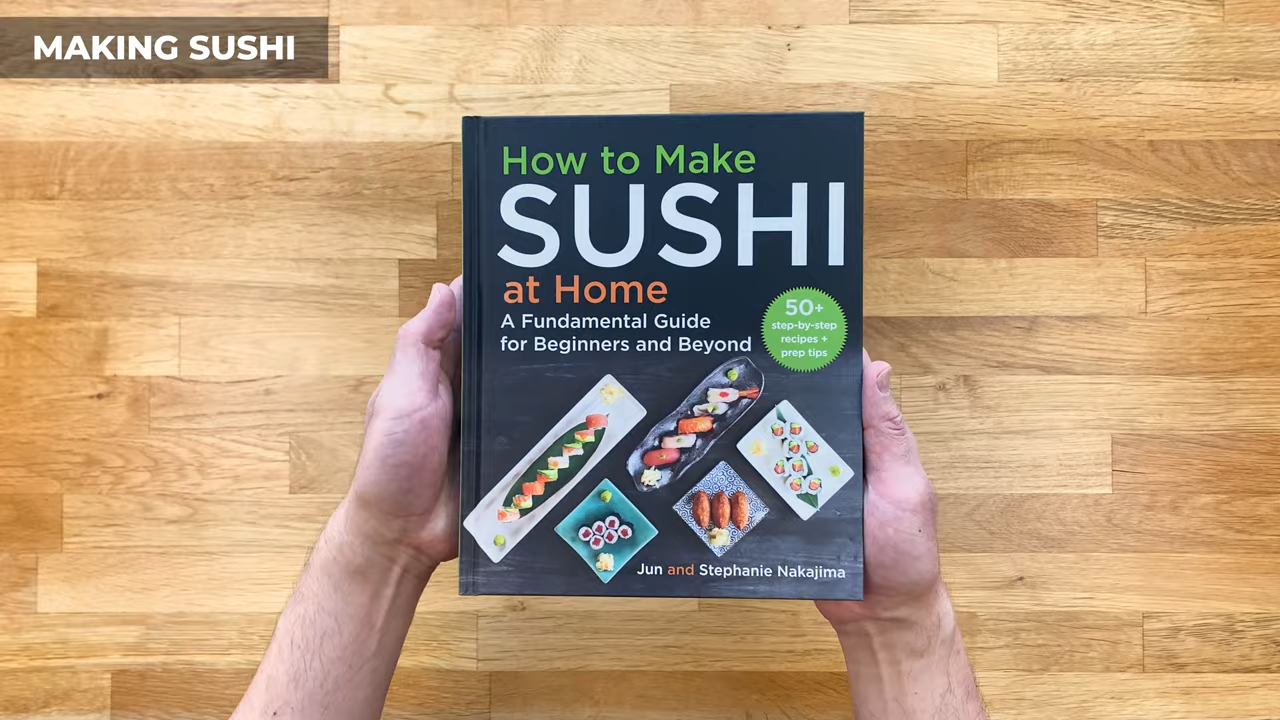 MAKING SUSHI
How to Make
SUSHI
at Home
A Fundamental Guide
for Beginners and Beyond
50+
step-by-step
recipes +
prep tips
Jun and Stephanie Nakajima